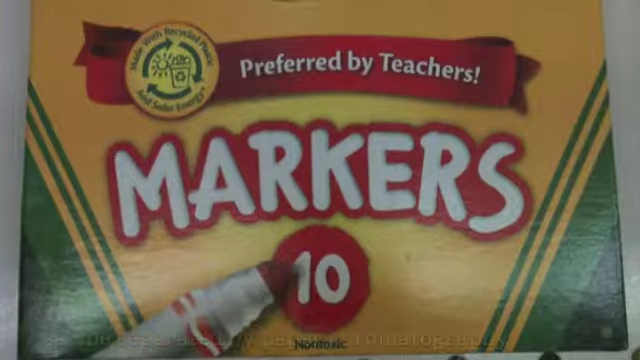 Made With Recycled Plastic
And Solar Energy
Preferred by Teachers!
MARKERS
10
Nontoxic